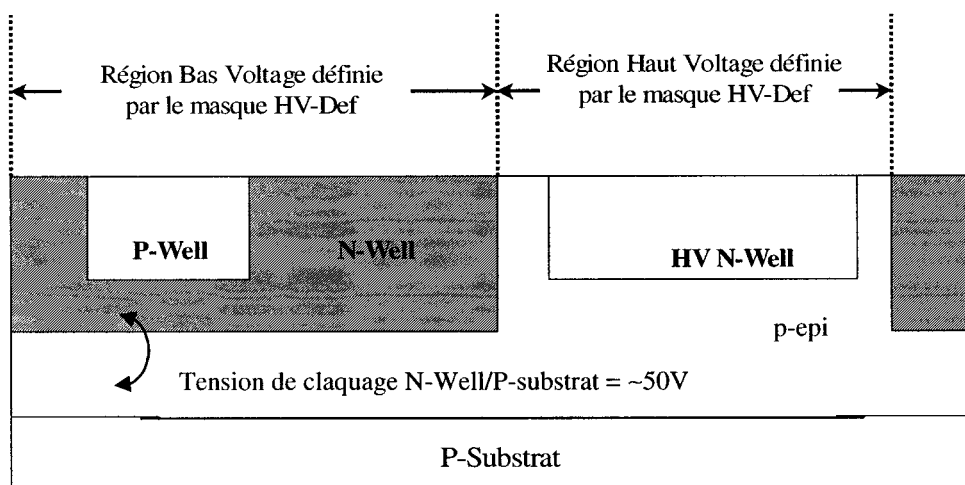 Région Bas Voltage définie
par le masque HV-Def
Région Haut Voltage définie
par le masque HV-Def
P-Well
N-Well
HV N-Well
p-epi
Tension de claquage N-Well/P-substrat = ~50V
P-Substrat